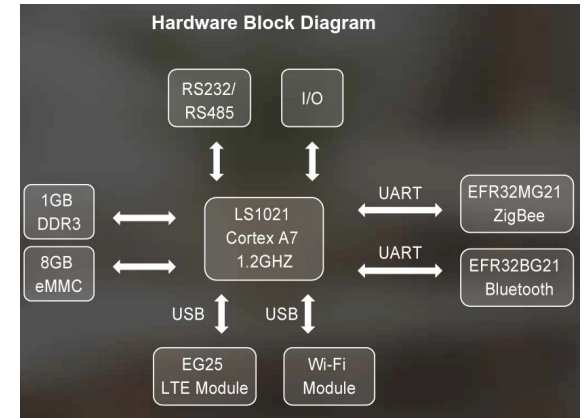 Hardware Block Diagram
RS232/
RS485
I/O
1GB
DDR3
8GB
eMMC
LS1021
Cortex A7
1.2GHZ
UART
EFR32MG21
ZigBee
UART
EFR32BG21
Bluetooth
USB
USB
EG25
LTE Module
Wi-Fi
Module